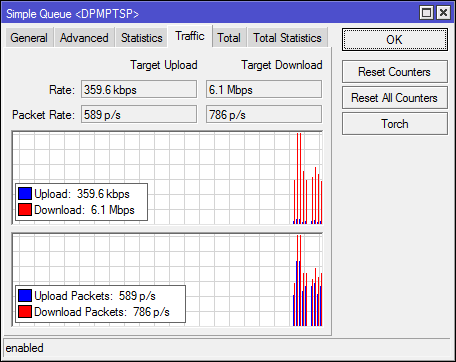 Simple Queue <DPMPTSP>
General Advanced Statistics Traffic Total Total Statistics
Target Upload Target Download
Rate: 359.6 kbps 6.1 Mbps
Packet Rate: 589 p/s 786 p/s
OK
Reset Counters
Reset All Counters
Torch
Upload: 359.6 kbps
Download: 6.1 Mbps
Upload Packets: 589 p/s
Download Packets: 786 p/s
enabled